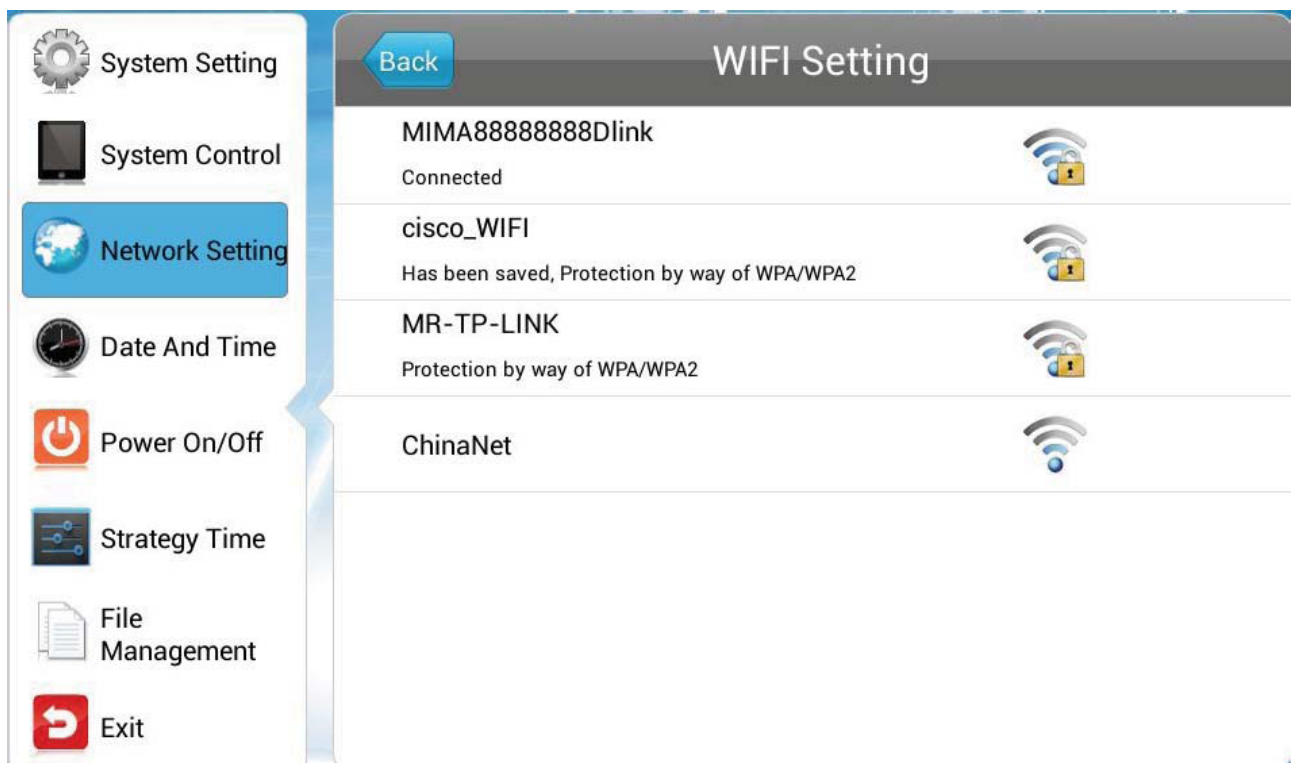 System Setting
System Control
Network Setting
Date And Time
Power On/Off
Strategy Time
File
Management
Exit
Back
WIFI Setting
MIMA88888888Dlink
Connected
cisco_WIFI
Has been saved, Protection by way of WPA/WPA2
MR-TP-LINK
Protection by way of WPA/WPA2
ChinaNet